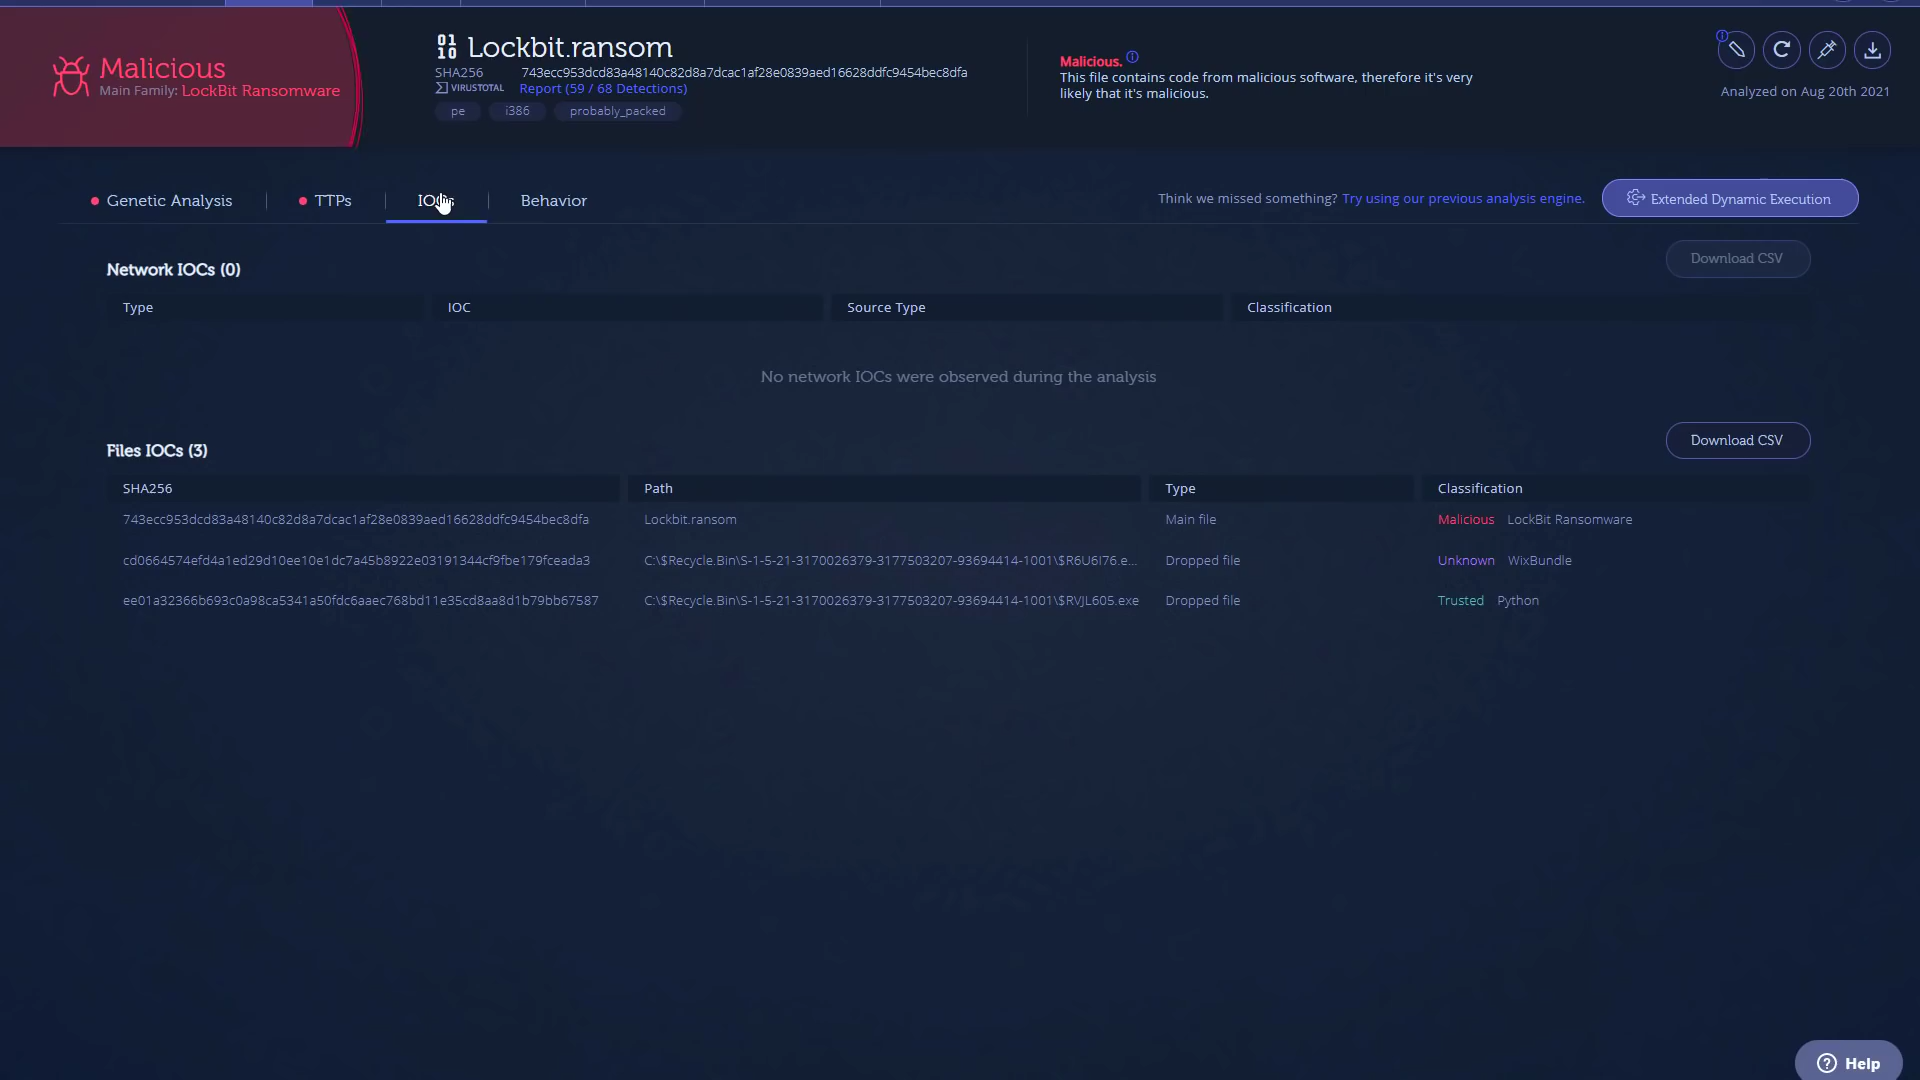 Malicious
Main Family: LockBit Ransomware
Lockbit.ransom
SHA256 743ecc953dcd83a48140c82d8a7dcac1af28e0839aed16628ddfc9454bec8dfa
VIRUSTOTAL Report (59 / 68 Detections)
pe i386 probably_packed
Malicious.
This file contains code from malicious software, therefore it's very
likely that it's malicious.
Analyzed on Aug 20th 2021
Genetic Analysis TTPs IOCs Behavior
Think we missed something? Try using our previous analysis engine. Extended Dynamic Execution
Network IOCs (0) Download CSV
Type IOC Source Type Classification
No network IOCs were observed during the analysis
Files IOCs (3) Download CSV
SHA256 Path Type Classification
743ecc953dcd83a48140c82d8a7dcac1af28e0839aed16628ddfc9454bec8dfa Lockbit.ransom Main file Malicious LockBit Ransomware
cd0664574efd4a1ed29d10ee10e1dc7a45b8922e03191344cf9fbe179fceada3 C:\$Recycle.Bin\S-1-5-21-3170026379-3177503207-93694414-1001\$R6U6I76.e... Dropped file Unknown WixBundle
ee01a32366b693c0a98ca5341a50fdc6aaec768bd11e35cd8aa8d1b79bb67587 C:\$Recycle.Bin\S-1-5-21-3170026379-3177503207-93694414-1001\$RVJL605.exe Dropped file Trusted Python
Help